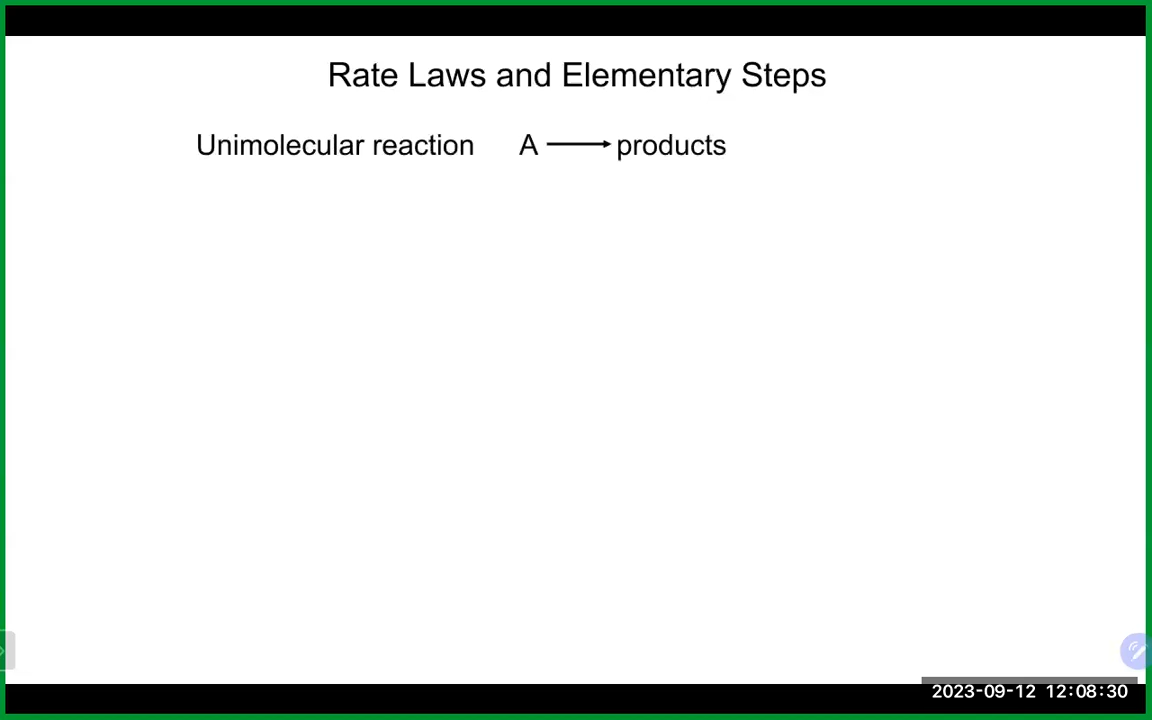 Rate Laws and Elementary Steps
Unimolecular reaction A ⟶ products
2023-09-12 12:08:30